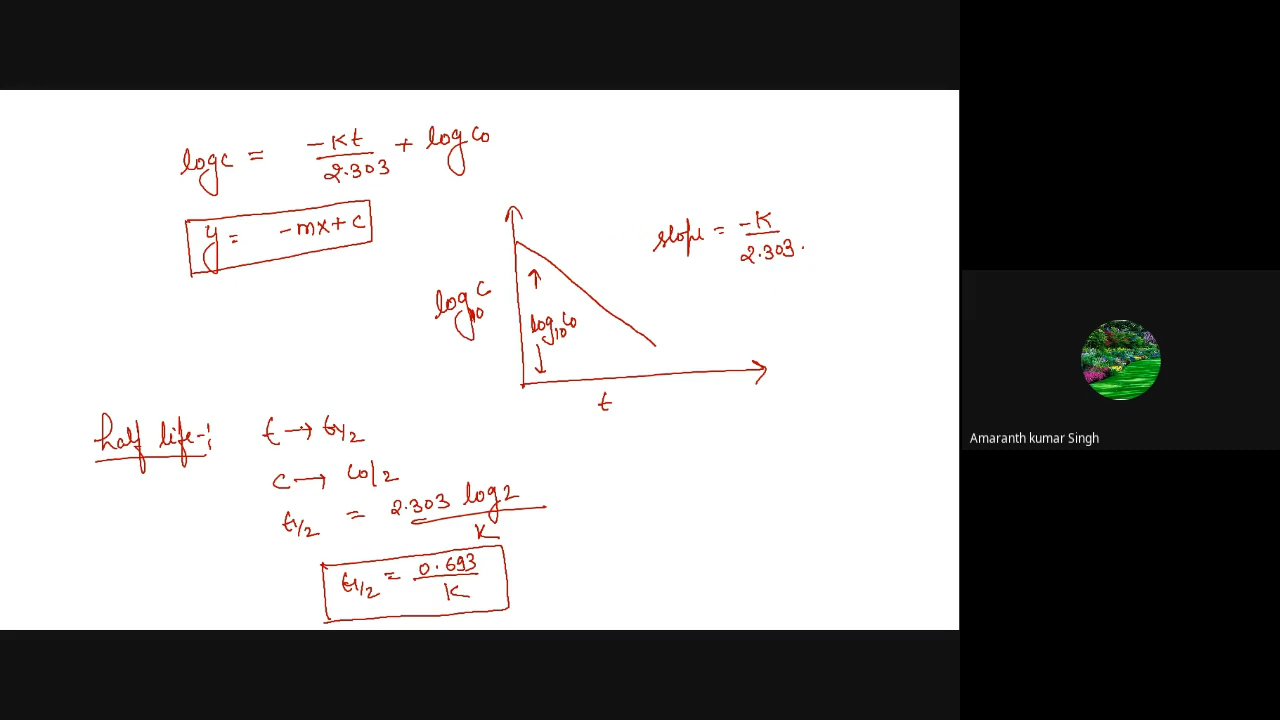 logc = -Kt/2.303 + log C0
y = -mx + c
slope = -K/2.303.
log10 C
log10 C0
t
half life-:
t → t1/2
c → C0/2
t1/2 = 2.303 log2/K
t1/2 = 0.693/K
Amaranth kumar Singh